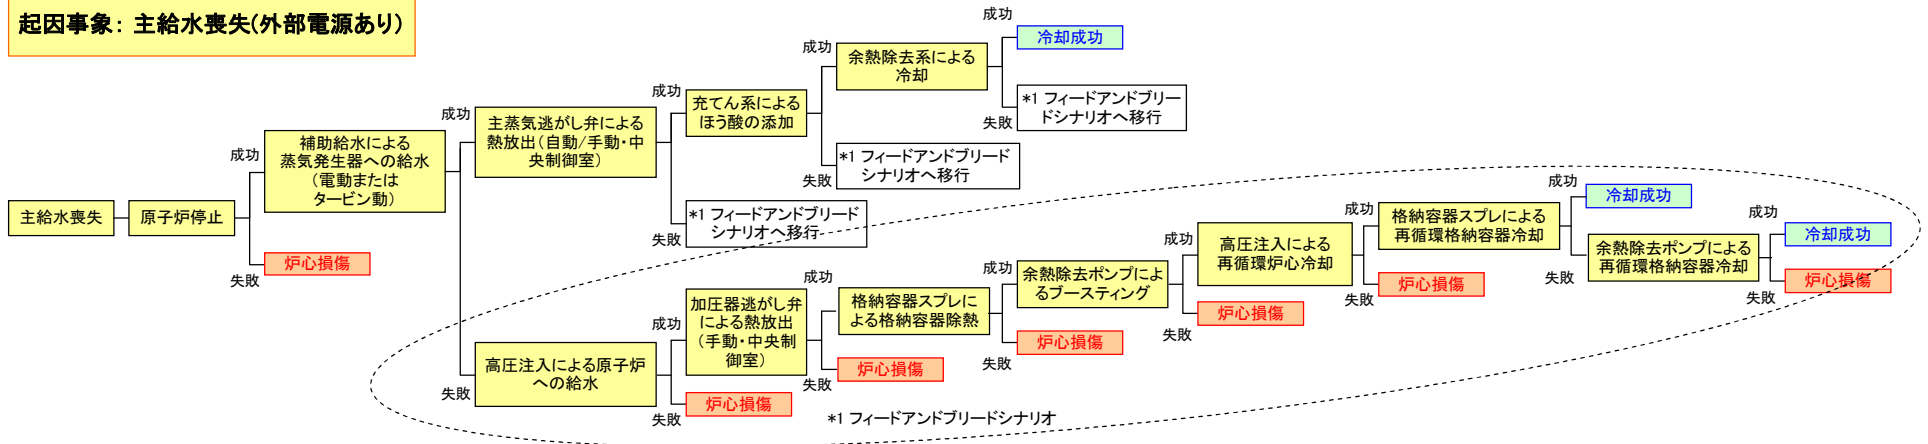 起因事象: 主給水喪失(外部電源あり)
主給水喪失
原子炉停止
成功
補助給水による
蒸気発生器への給水
(電動または
タービン動)
失敗
炉心損傷
成功
主蒸気逃がし弁による
熱放出(自動/手動・中
央制御室)
成功
充てん系による
ほう酸の添加
成功
余熱除去系による
冷却
成功
冷却成功
失敗
*1 フィードアンドブリー
ドシナリオへ移行
失敗
*1 フィードアンドブリード
シナリオへ移行
失敗
*1 フィードアンドブリード
シナリオへ移行
失敗
高圧注入による原子炉
への給水
成功
加圧器逃がし弁
による熱放出
(手動・中央制
御室)
失敗
炉心損傷
成功
格納容器スプレに
よる格納容器除熱
失敗
炉心損傷
成功
余熱除去ポンプによ
るブースティング
失敗
炉心損傷
成功
高圧注入による
再循環炉心冷却
失敗
炉心損傷
成功
格納容器スプレによる
再循環格納容器冷却
失敗
炉心損傷
成功
冷却成功
失敗
余熱除去ポンプによる
再循環格納容器冷却
成功
冷却成功
失敗
炉心損傷
*1 フィードアンドブリードシナリオ